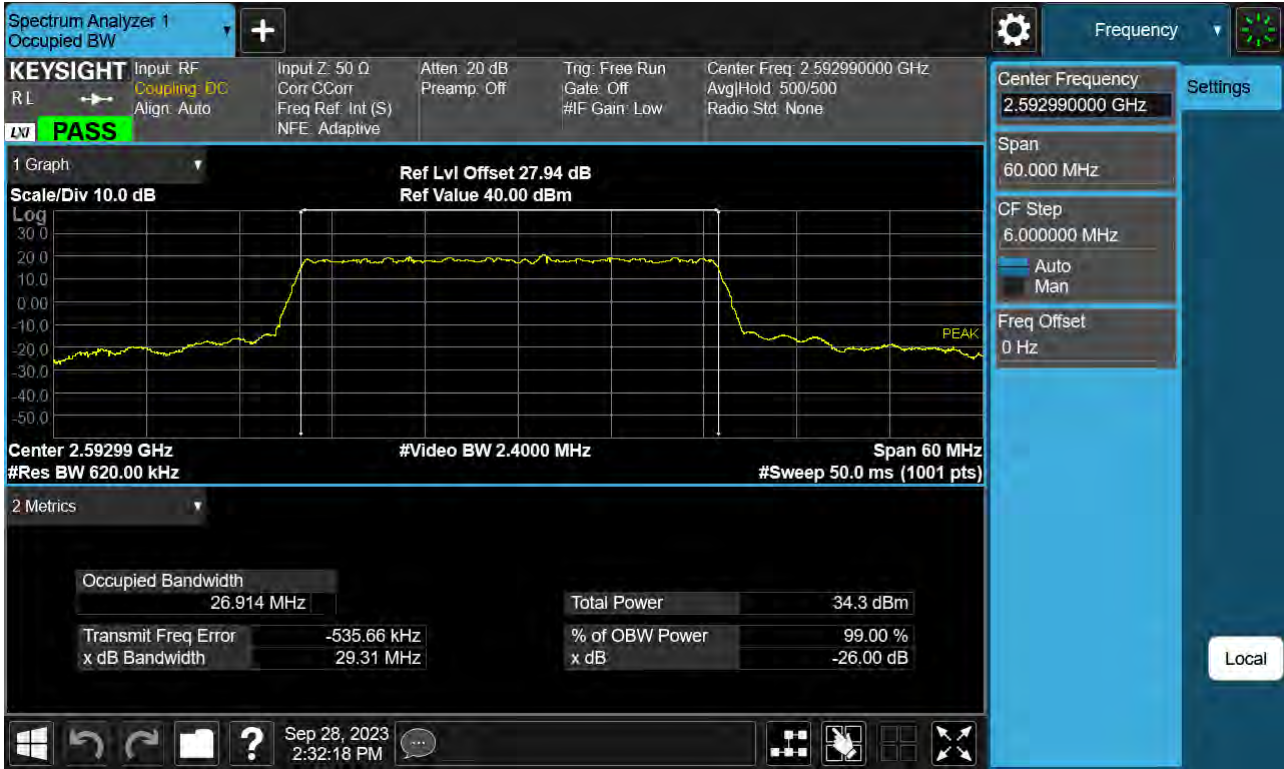 Spectrum Analyzer 1
Occupied BW
Frequency
KEYSIGHT
R L
LXI
PASS
Input: RF
Coupling: DC
Align: Auto
Input Z: 50 Ω
Corr CCorr
Freq Ref: Int (S)
NFE: Adaptive
Atten: 20 dB
Preamp: Off
Trig: Free Run
Gate: Off
#IF Gain: Low
Center Freq: 2.592990000 GHz
Avg|Hold: 500/500
Radio Std: None
1 Graph
Scale/Div 10.0 dB
Ref Lvl Offset 27.94 dB
Ref Value 40.00 dBm
Log
30.0
20.0
10.0
0.00
-10.0
-20.0
-30.0
-40.0
-50.0
PEAK
Center 2.59299 GHz
#Video BW 2.4000 MHz
Span 60 MHz
#Res BW 620.00 kHz
#Sweep 50.0 ms (1001 pts)
2 Metrics
Occupied Bandwidth
26.914 MHz
Total Power 34.3 dBm
Transmit Freq Error -535.66 kHz
% of OBW Power 99.00 %
x dB Bandwidth 29.31 MHz
x dB -26.00 dB
Center Frequency
2.592990000 GHz
Settings
Span
60.000 MHz
CF Step
6.000000 MHz
Auto
Man
Freq Offset
0 Hz
Local
?
Sep 28, 2023
2:32:18 PM